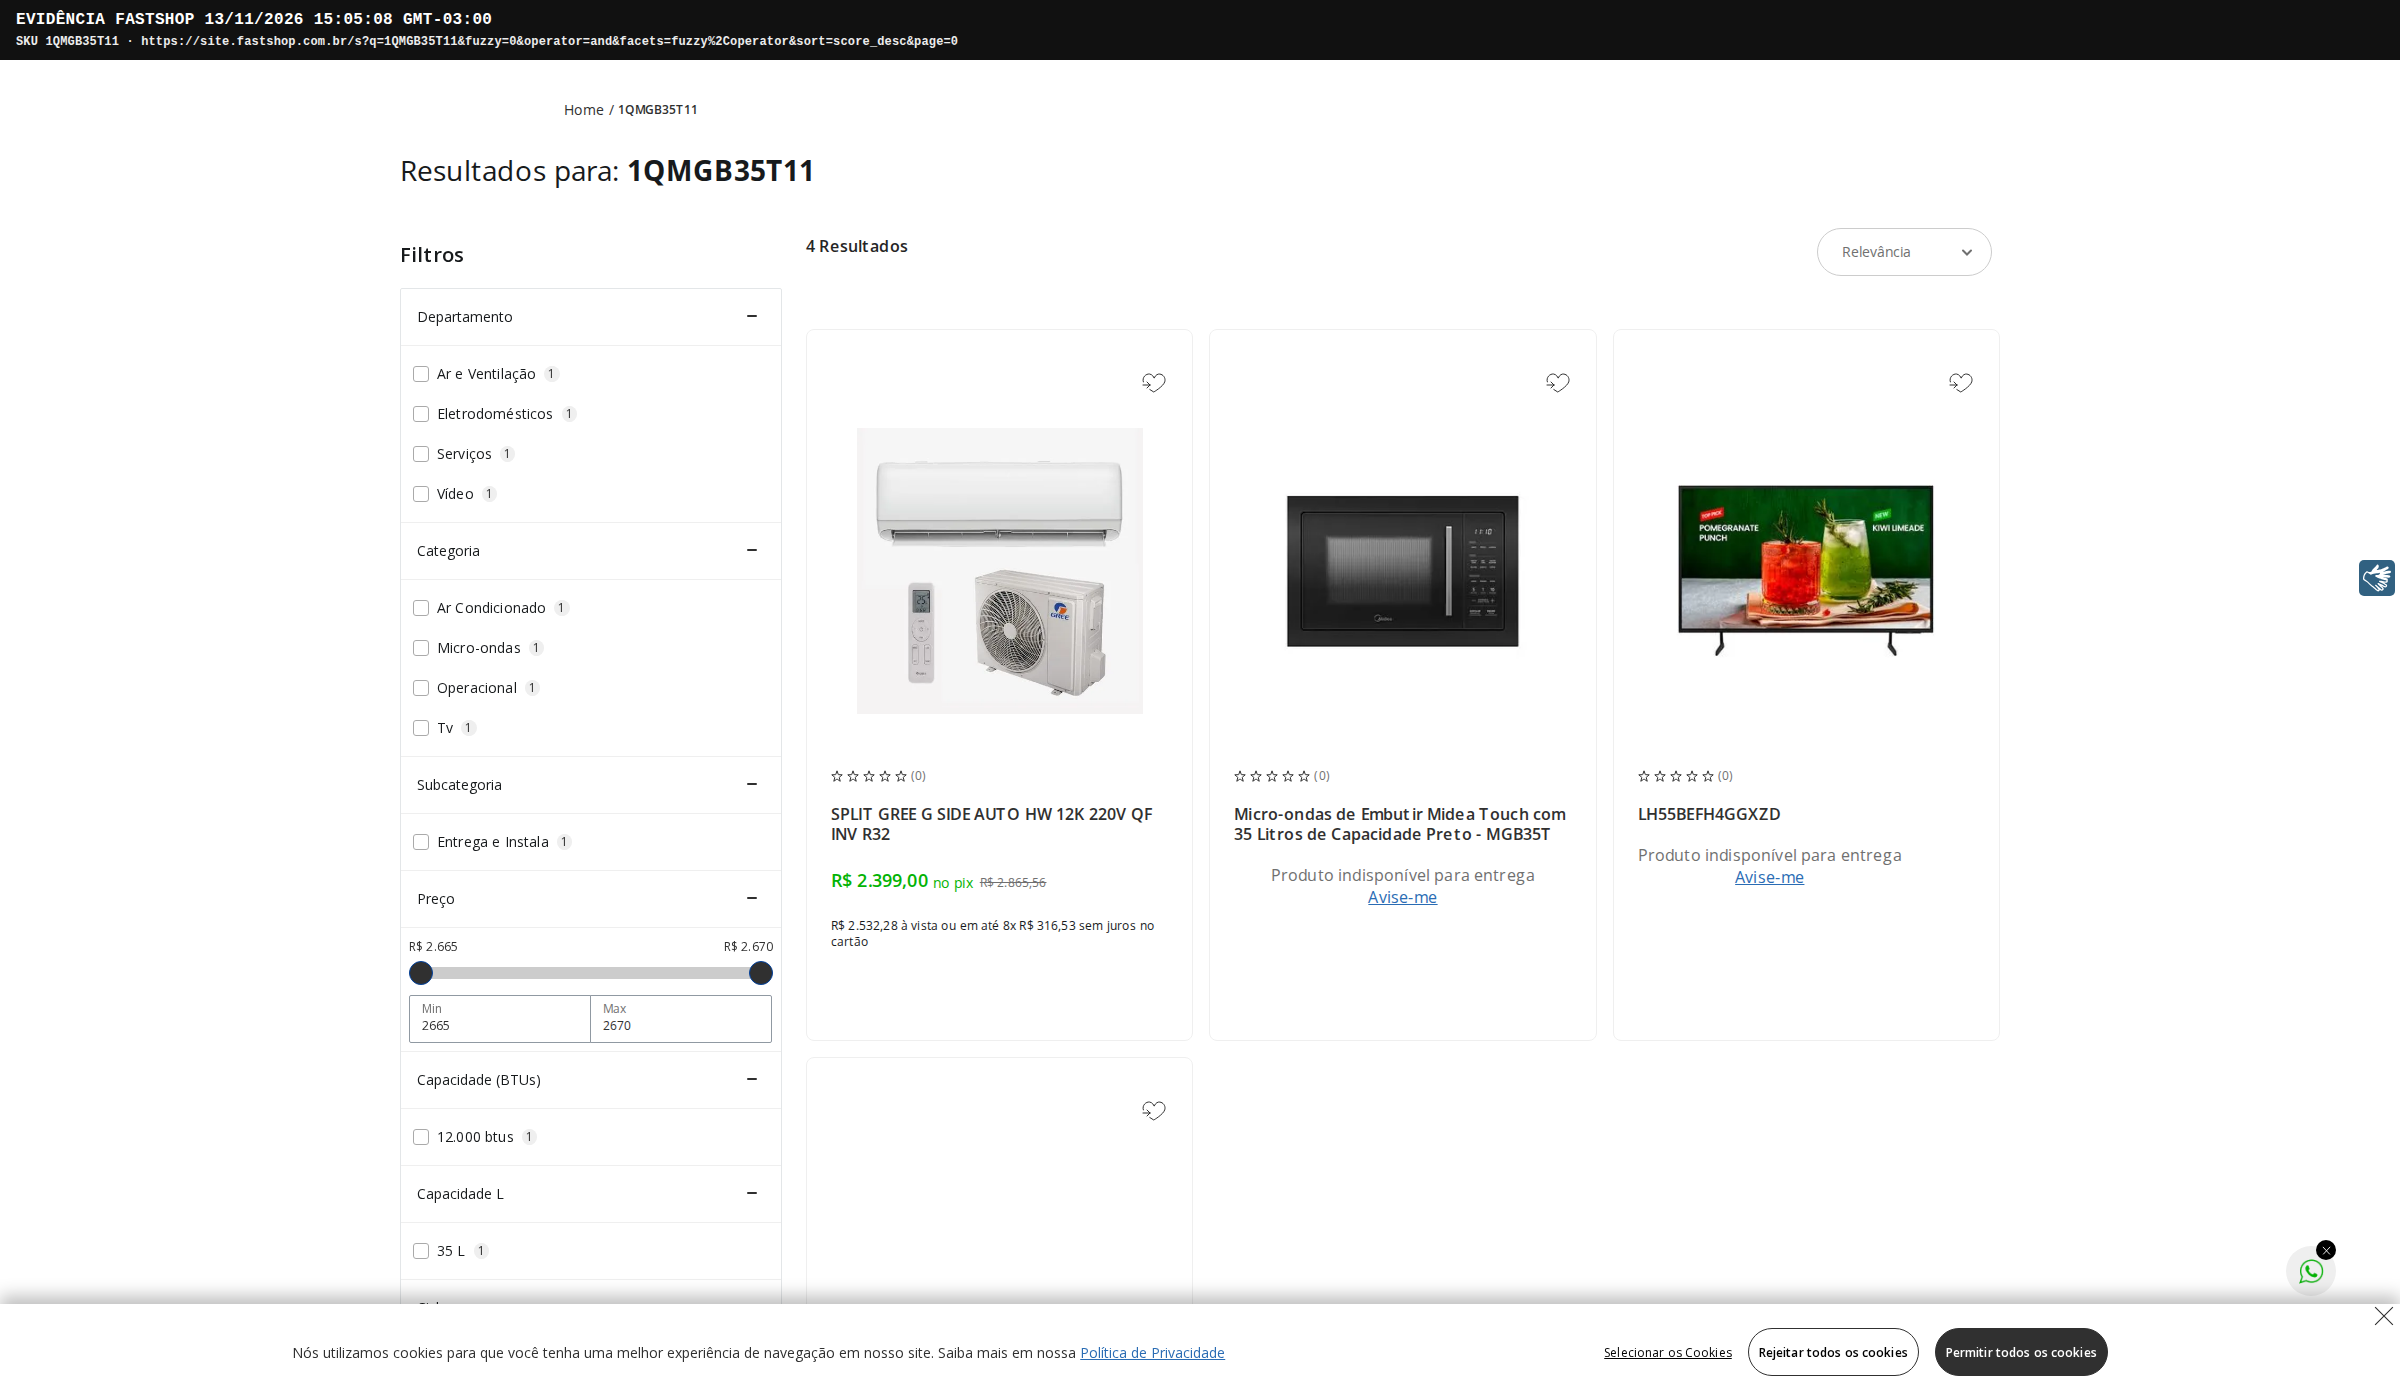 EVIDÊNCIA FASTSHOP 13/11/2026 15:05:08 GMT-03:00
SKU 1QMGB35T11 · https://site.fastshop.com.br/s?q=1QMGB35T11&fuzzy=0&operator=and&facets=fuzzy%2Coperator&sort=score_desc&page=0
Home / 1QMGB35T11
Resultados para: 1QMGB35T11
Filtros
4 Resultados
Relevância
Departamento
Ar e Ventilação 1
Eletrodomésticos 1
Serviços 1
Vídeo 1
Categoria
Ar Condicionado 1
Micro-ondas 1
Operacional 1
Tv 1
Subcategoria
Entrega e Instala 1
Preço
R$ 2.665 R$ 2.670
Min Max
2665 2670
Capacidade (BTUs)
12.000 btus 1
Capacidade L
35 L 1
GREE
11:10
Midea
TOP PICK
POMEGRANATE
PUNCH
NEW
KIWI LIMEADE
(0)
SPLIT GREE G SIDE AUTO HW 12K 220V QF
INV R32
R$ 2.399,00 no pix R$ 2.865,56
R$ 2.532,28 à vista ou em até 8x R$ 316,53 sem juros no
cartão
(0)
Micro-ondas de Embutir Midea Touch com
35 Litros de Capacidade Preto - MGB35T
Produto indisponível para entrega
Avise-me
(0)
LH55BEFH4GGXZD
Produto indisponível para entrega
Avise-me
Nós utilizamos cookies para que você tenha uma melhor experiência de navegação em nosso site. Saiba mais em nossa Política de Privacidade
Selecionar os Cookies
Rejeitar todos os cookies
Permitir todos os cookies